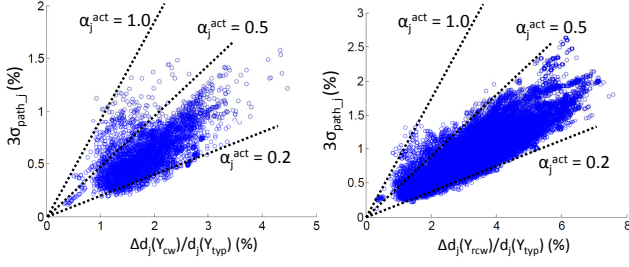 2
α_j^act = 1.0
α_j^act = 0.5
1.5
1
0.5
α_j^act = 0.2
0
0 1 2 3 4 5
3σ_path_j (%)
Δd_j(Y_cw)/d_j(Y_typ) (%)
3
α_j^act = 1.0
α_j^act = 0.5
2.5
2
1.5
1
0.5
α_j^act = 0.2
0
0 2 4 6 8
3σ_path_j (%)
Δd_j(Y_rcw)/d_j(Y_typ) (%)